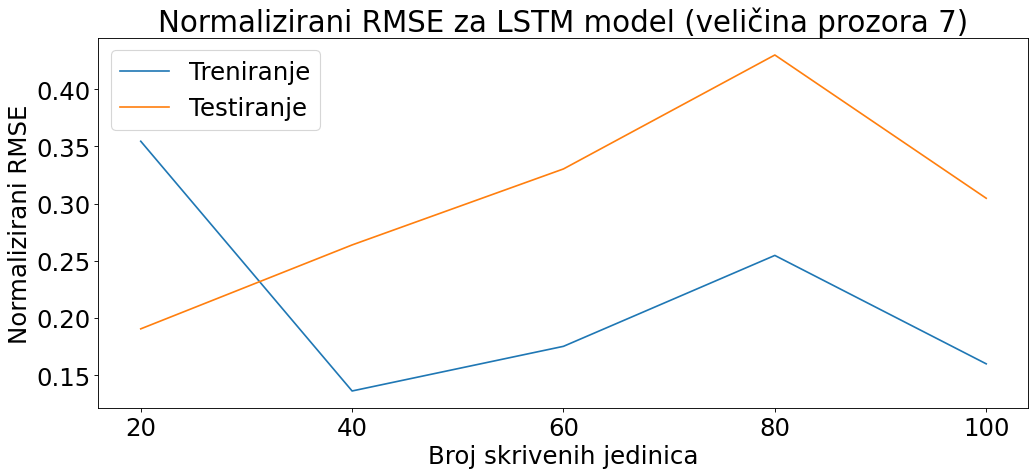 Normalizirani RMSE za LSTM model (veličina prozora 7)
Treniranje
Testiranje
Normalizirani RMSE
0.40
0.35
0.30
0.25
0.20
0.15
20 40 60 80 100
Broj skrivenih jedinica